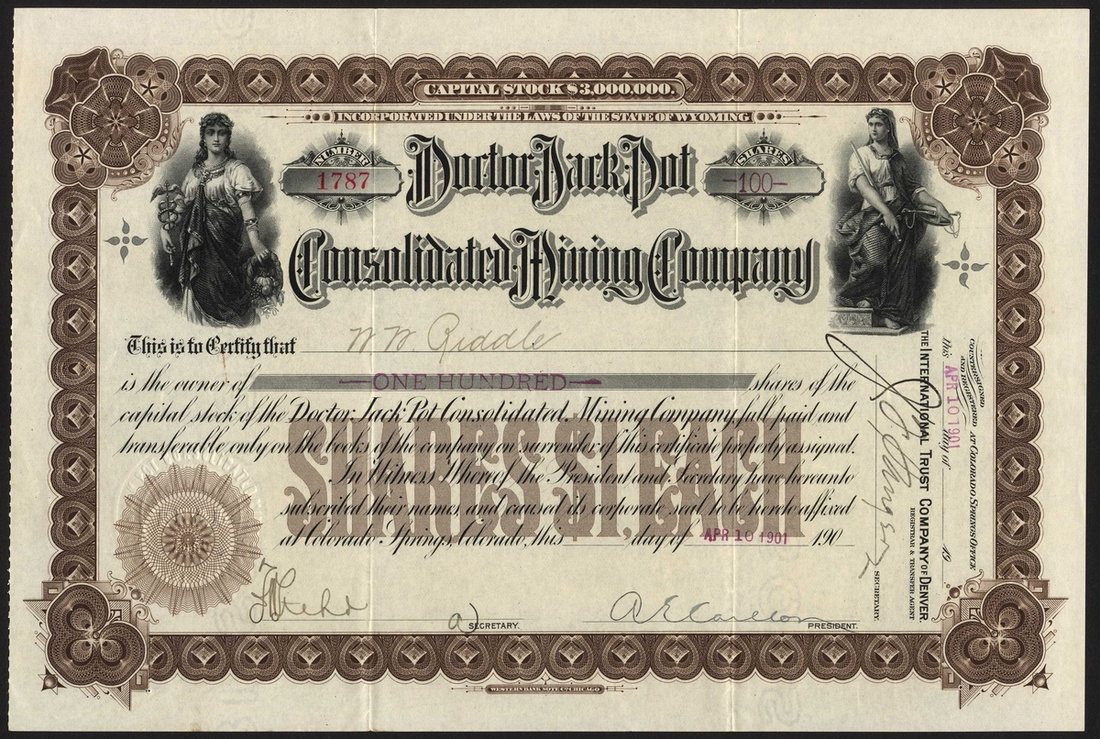 CAPITAL STOCK $3,000,000.
INCORPORATED UNDER THE LAWS OF THE STATE OF WYOMING
NUMBER
1787
Doctor Jack Pot
SHARES
-100-
Consolidated Mining Company
This is to Certify that W W Riddle
is the owner of ONE HUNDRED shares of the
capital stock of the Doctor Jack Pot Consolidated Mining Company full paid and
transferable only on the books of the company on surrender of this certificate properly assigned.
In Witness Whereof the President and Secretary have hereunto
subscribed their names, and caused its corporate seal to be hereto affixed
at Colorado Springs, Colorado, this day of APR 10 1901 190
SHARES $1. EACH
SECRETARY.
A E Carlton PRESIDENT.
COUNTERSIGNED AND REGISTERED AT COLORADO SPRINGS OFFICE
this APR 10 1901 day of 19
THE INTERNATIONAL TRUST COMPANY OF DENVER.
REGISTRAR & TRANSFER AGENT
SECRETARY.
WESTERN BANK NOTE CO. CHICAGO